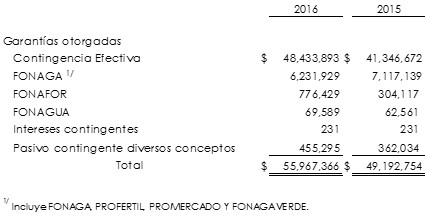 2016 2015
Garantías otorgadas
Contingencia Efectiva $ 48,433,893 $ 41,346,672
FONAGA 1/ 6,231,929 7,117,139
FONAFOR 776,429 304,117
FONAGUA 69,589 62,561
Intereses contingentes 231 231
Pasivo contingente diversos conceptos 455,295 362,034
Total $ 55,967,366 $ 49,192,754
1/ Incluye FONAGA, PROFERTIL, PROMERCADO Y FONAGAVERDE.